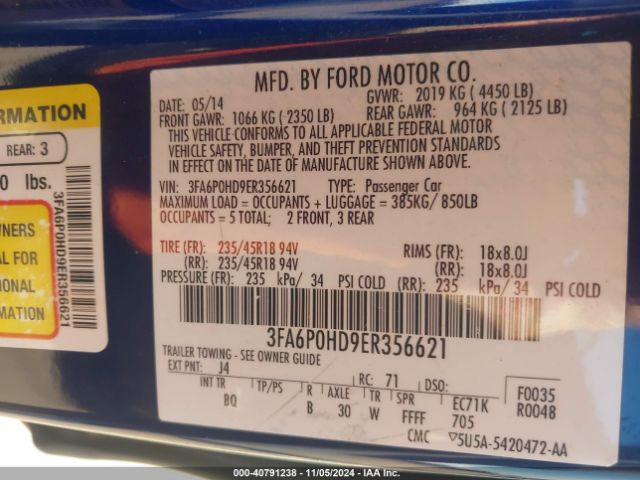 ORMATION
REAR: 3
0 lbs.
3FA6P0HD9ER356621
WNERS
AL FOR
IONAL
RMATION
MFD. BY FORD MOTOR CO.
DATE: 05/14
GVWR: 2019 KG ( 4450 LB)
FRONT GAWR: 1066 KG ( 2350 LB)
REAR GAWR: 964 KG ( 2125 LB)
THIS VEHICLE CONFORMS TO ALL APPLICABLE FEDERAL MOTOR
VEHICLE SAFETY, BUMPER, AND THEFT PREVENTION STANDARDS
IN EFFECT ON THE DATE OF MANUFACTURE SHOWN ABOVE.
VIN: 3FA6P0HD9ER356621 TYPE: Passenger Car
MAXIMUM LOAD = OCCUPANTS + LUGGAGE = 385KG/ 850LB
OCCUPANTS = 5 TOTAL; 2 FRONT, 3 REAR
TIRE (FR): 235/45R18 94V RIMS (FR): 18x8.0J
(RR): 235/45R18 94V (RR): 18x8.0J
PRESSURE (FR): 235 kPa/ 34 PSI COLD (RR): 235 kPa/ 34 PSI COLD
3FA6P0HD9ER356621
TRAILER TOWING - SEE OWNER GUIDE
EXT PNT: J4 RC: 71 DSO:
INT TR TP/PS R AXLE TR SPR EC71K F0035
BQ B 30 W FFFF 705 R0048
CMC ▽5U5A-5420472-AA
000-40791238 - 11/05/2024 - IAA Inc.